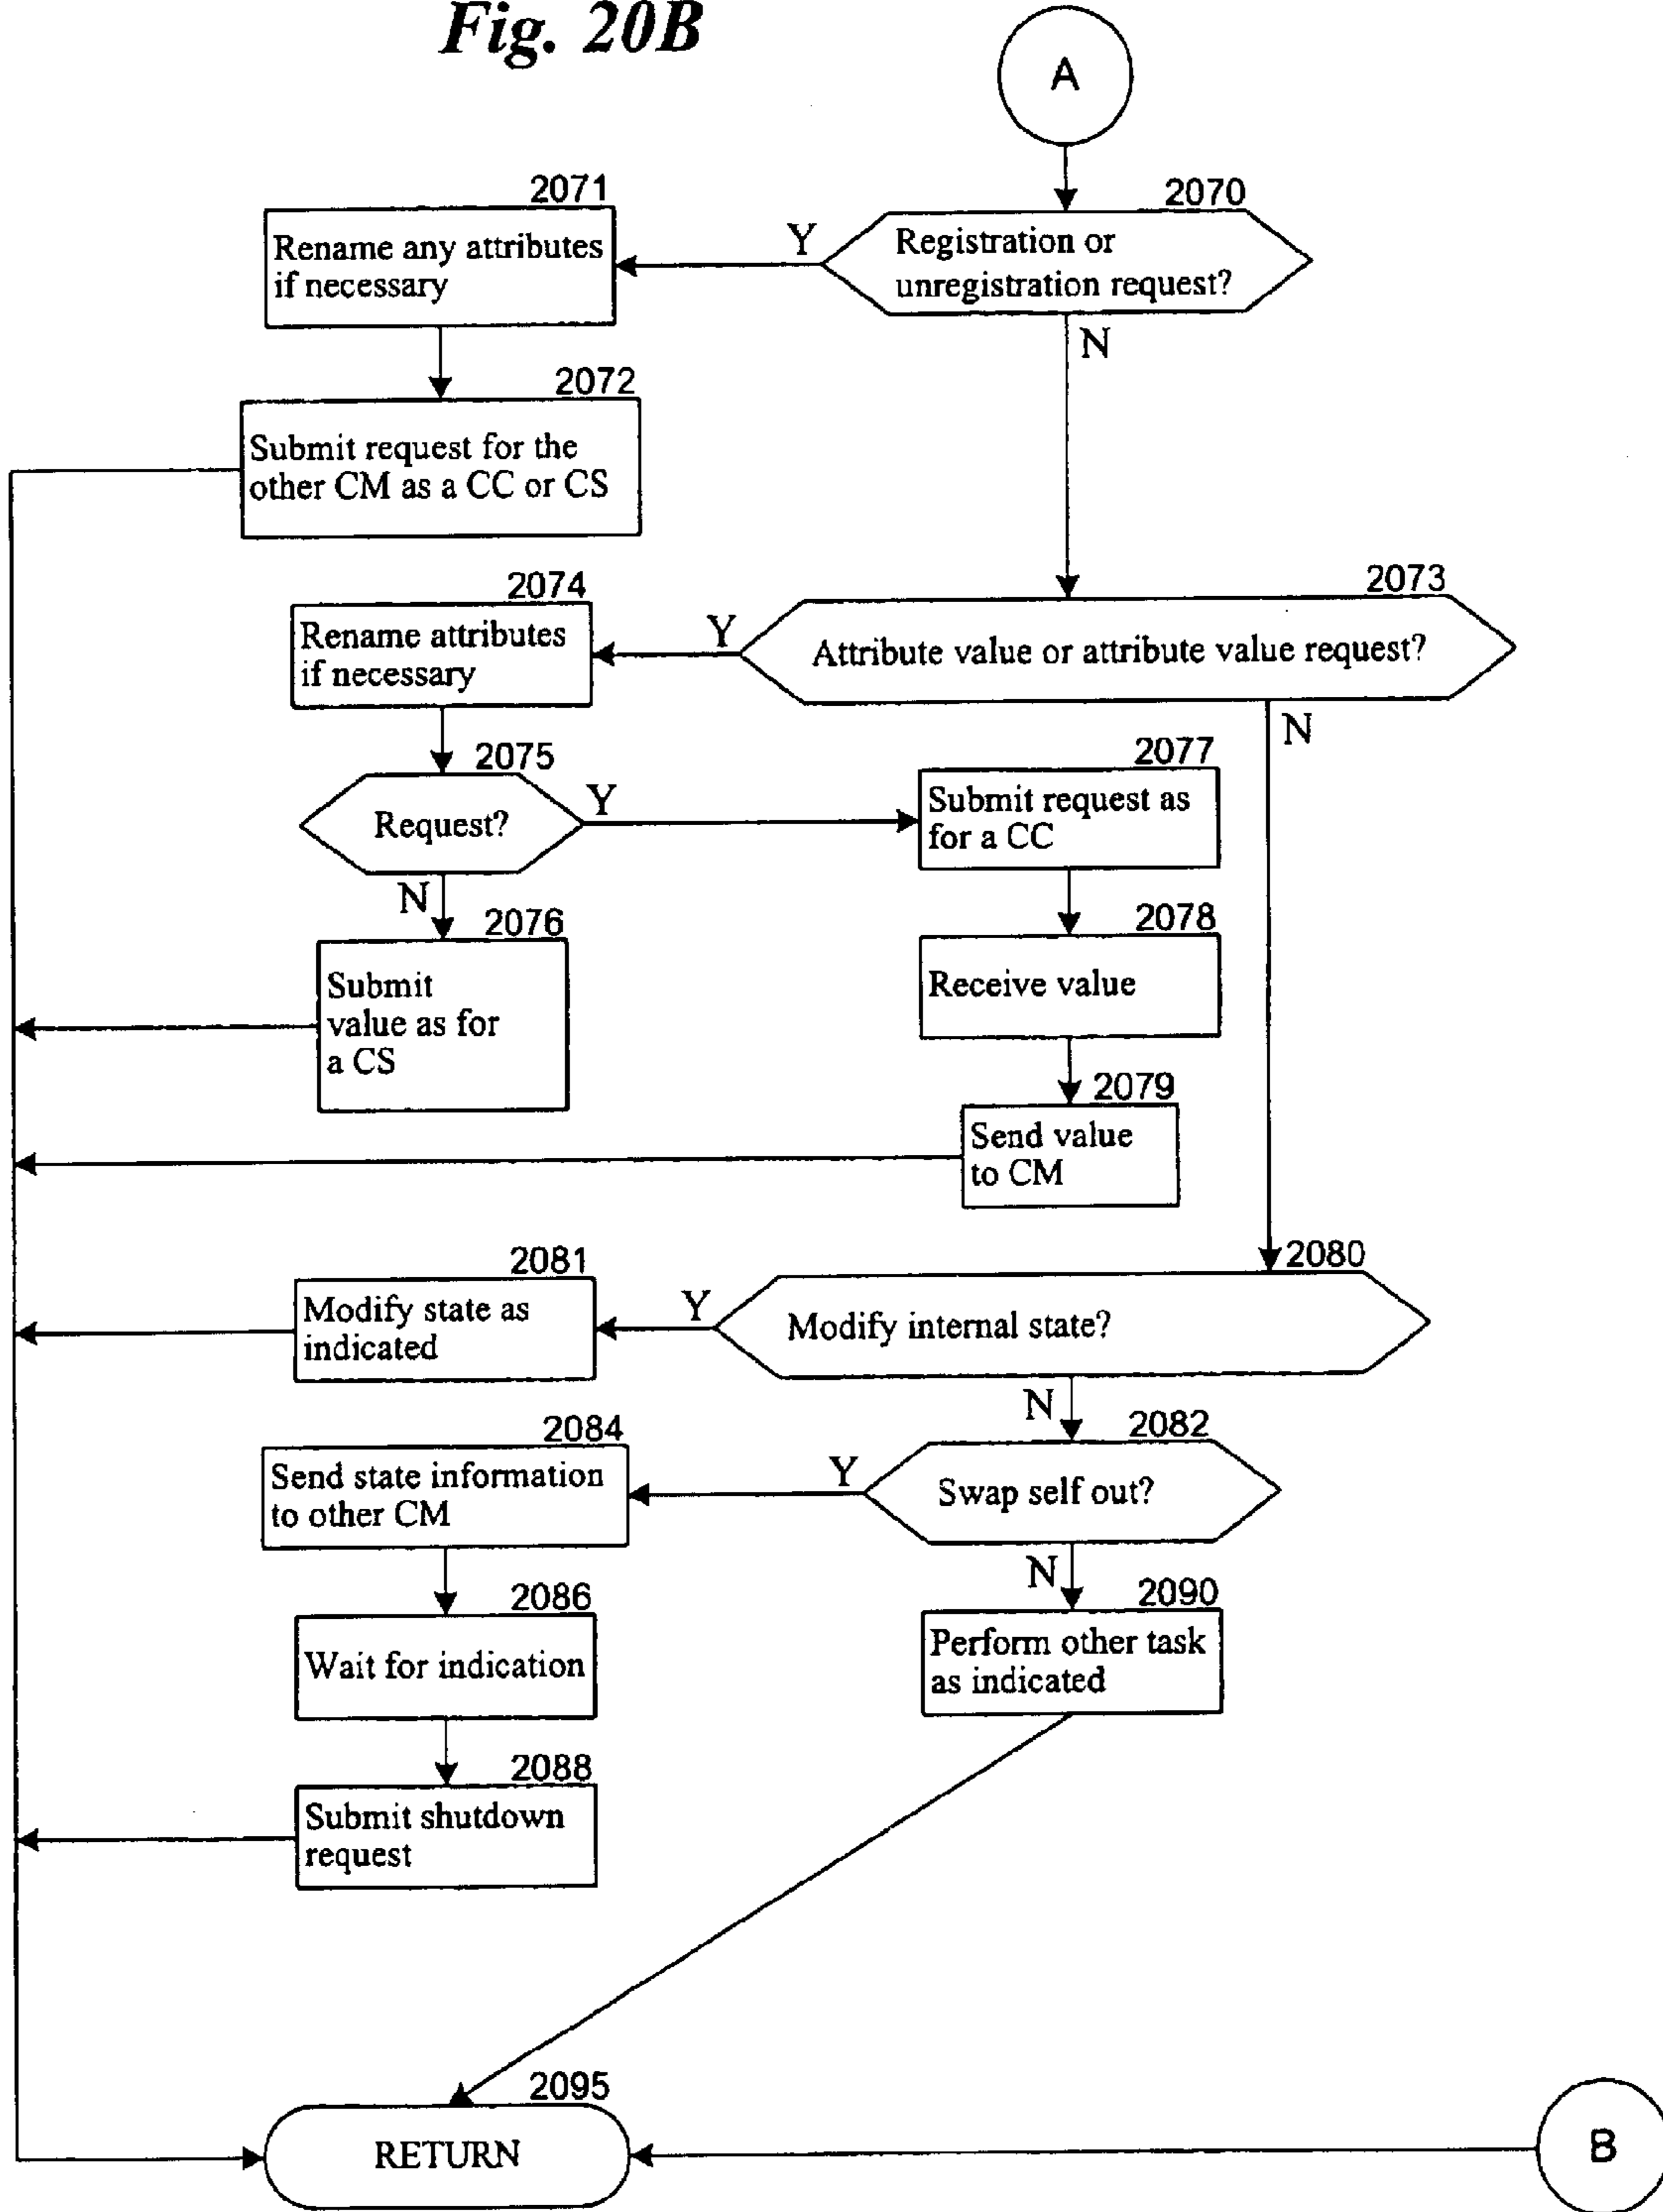 Fig. 20B
A
2070
Registration or
unregistration request?
Y
N
2071
Rename any attributes
if necessary
2072
Submit request for the
other CM as a CC or CS
2073
Attribute value or attribute value request?
Y
N
2074
Rename attributes
if necessary
2075
Request?
Y
N
2076
Submit
value as for
a CS
2077
Submit request as
for a CC
2078
Receive value
2079
Send value
to CM
2080
Modify internal state?
Y
N
2081
Modify state as
indicated
2082
Swap self out?
Y
N
2084
Send state information
to other CM
2086
Wait for indication
2088
Submit shutdown
request
2090
Perform other task
as indicated
2095
RETURN
B